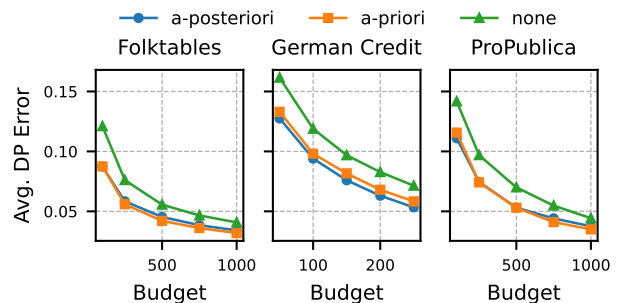 a-posteriori a-priori none
Folktables German Credit ProPublica
Avg. DP Error
0.15
0.10
0.05
500 1000 100 200 500 1000
Budget Budget Budget